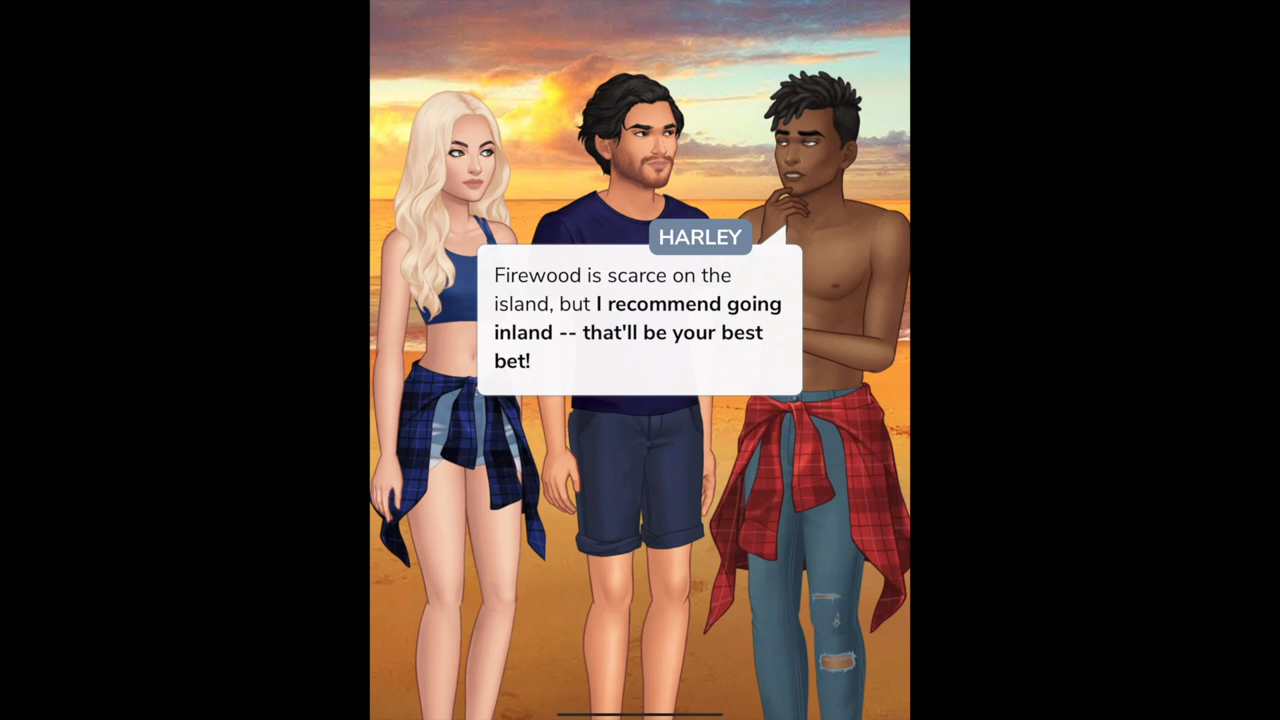 HARLEY
Firewood is scarce on the
island, but I recommend going
inland -- that'll be your best
bet!